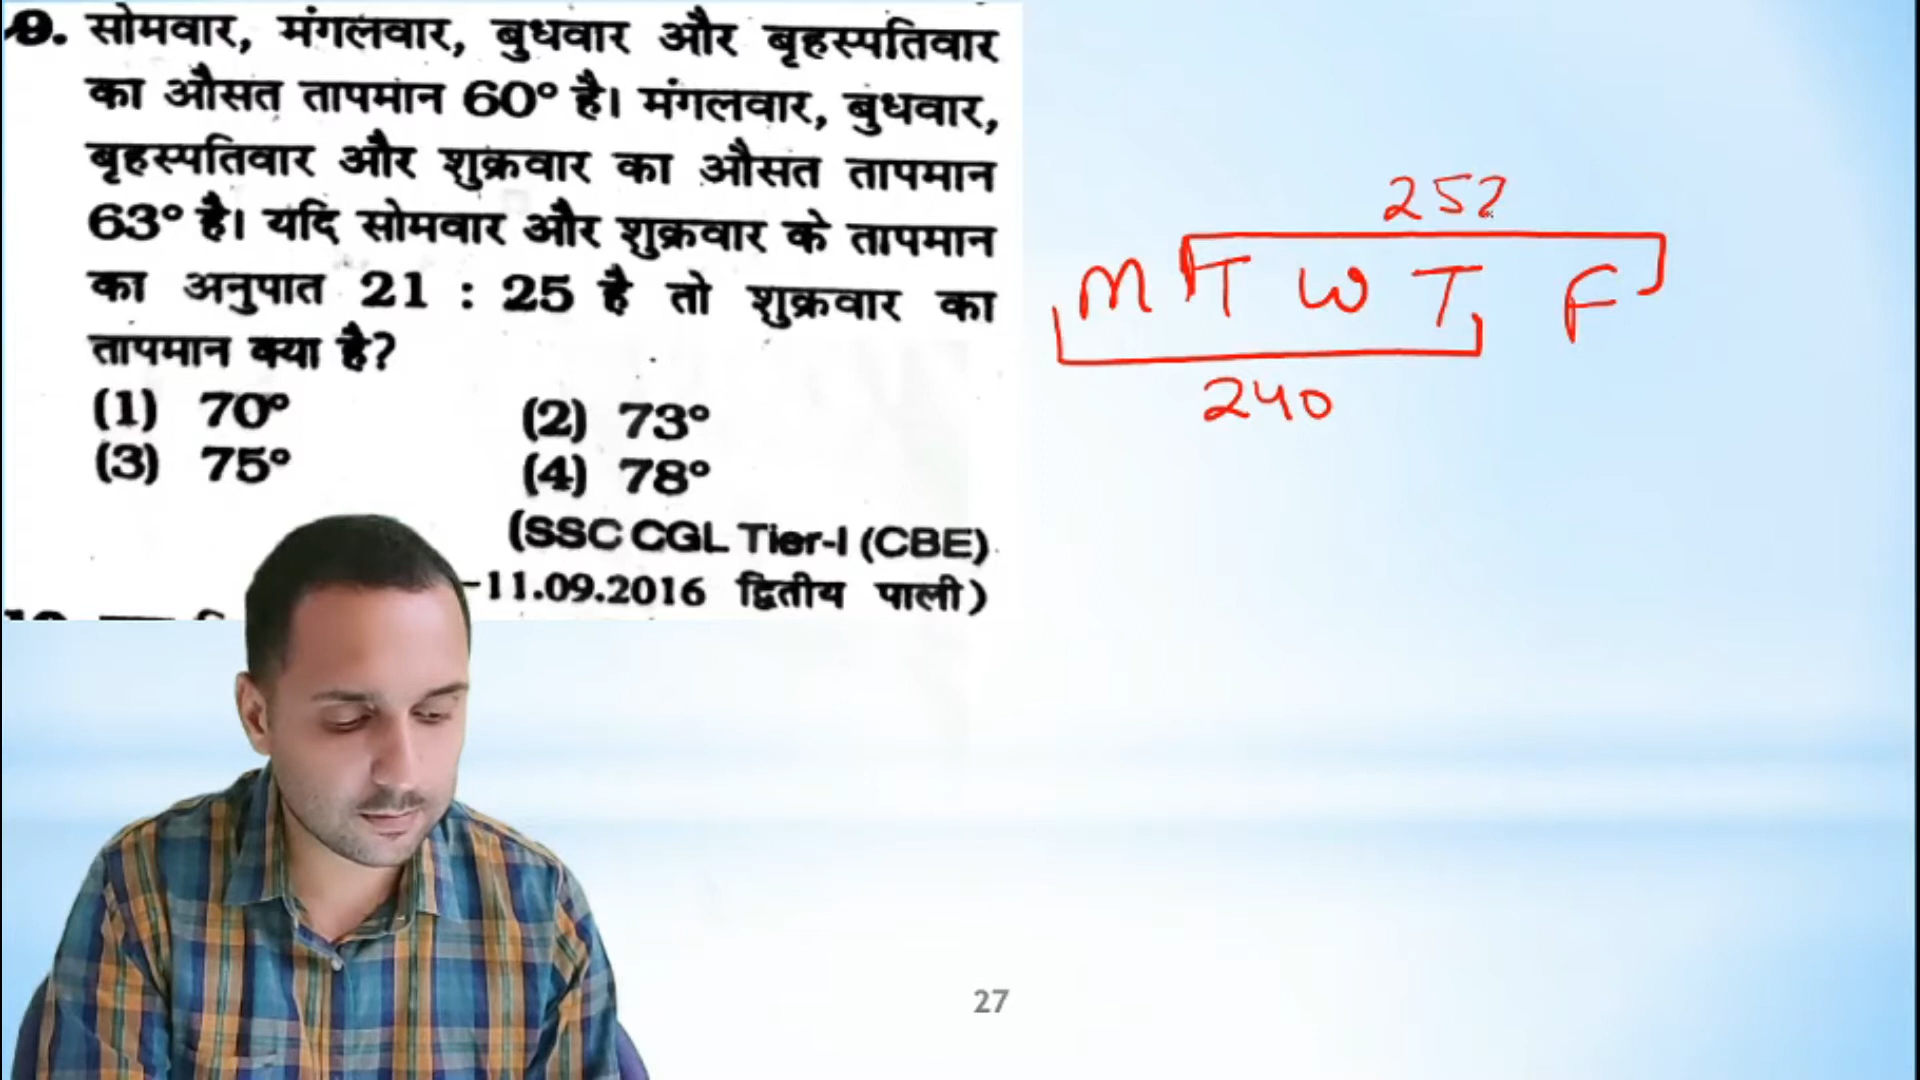 9. सोमवार, मंगलवार, बुधवार और बृहस्पतिवार
का औसत तापमान 60° है। मंगलवार, बुधवार,
बृहस्पतिवार और शुक्रवार का औसत तापमान
63° है। यदि सोमवार और शुक्रवार के तापमान
का अनुपात 21 : 25 है तो शुक्रवार का
तापमान क्या है?
(1) 70° (2) 73°
(3) 75° (4) 78°
(SSC CGL Tier-I (CBE)
-11.09.2016 द्वितीय पाली)
252
M T W T F
240
27